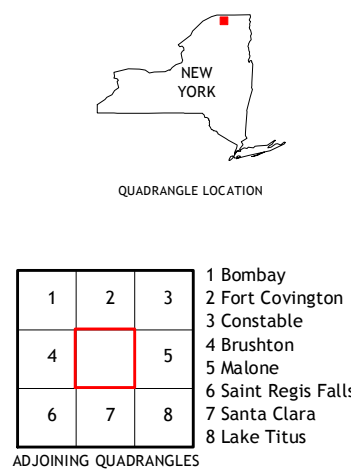 NEW
YORK
QUADRANGLE LOCATION
1 2 3
4 5
6 7 8
1 Bombay
2 Fort Covington
3 Constable
4 Brushton
5 Malone
6 Saint Regis Falls
7 Santa Clara
8 Lake Titus
ADJOINING QUADRANGLES